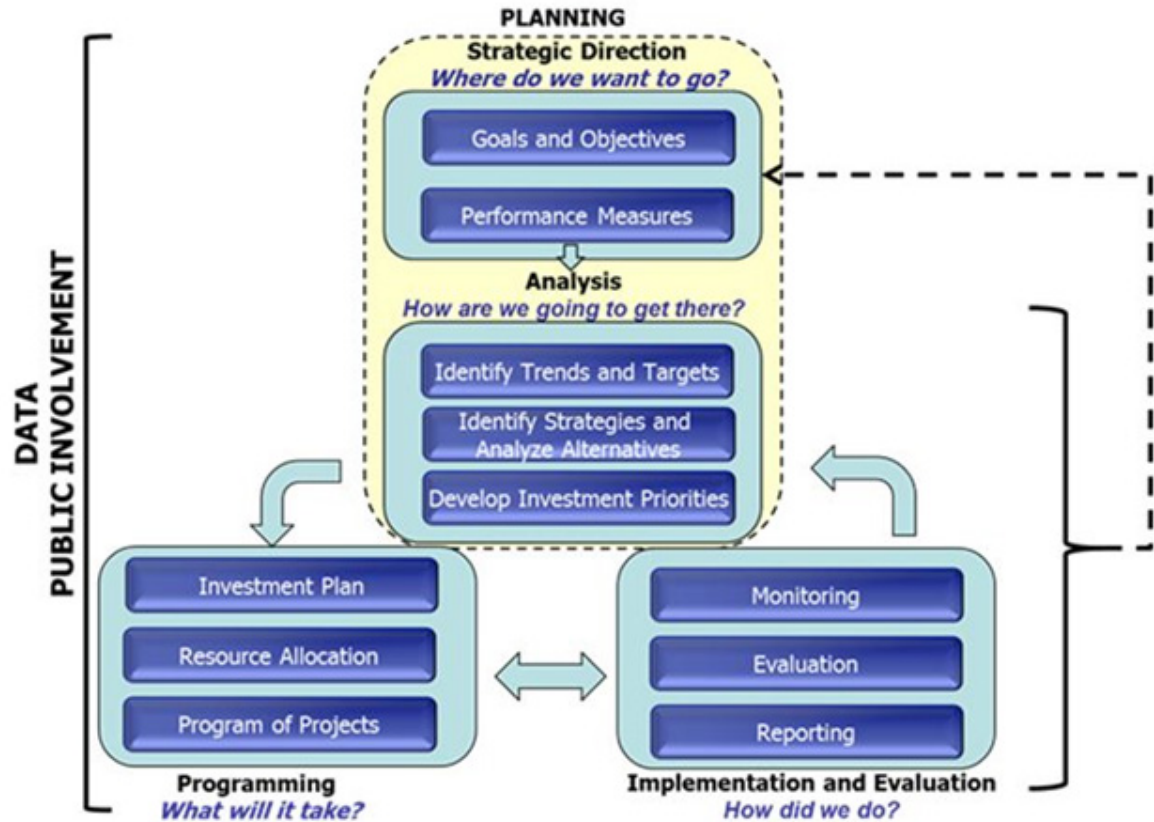 PLANNING
Strategic Direction
Where do we want to go?
Goals and Objectives
Performance Measures
Analysis
How are we going to get there?
Identify Trends and Targets
Identify Strategies and
Analyze Alternatives
Develop Investment Priorities
DATA
PUBLIC INVOLVEMENT
Investment Plan
Resource Allocation
Program of Projects
Programming
What will it take?
Monitoring
Evaluation
Reporting
Implementation and Evaluation
How did we do?